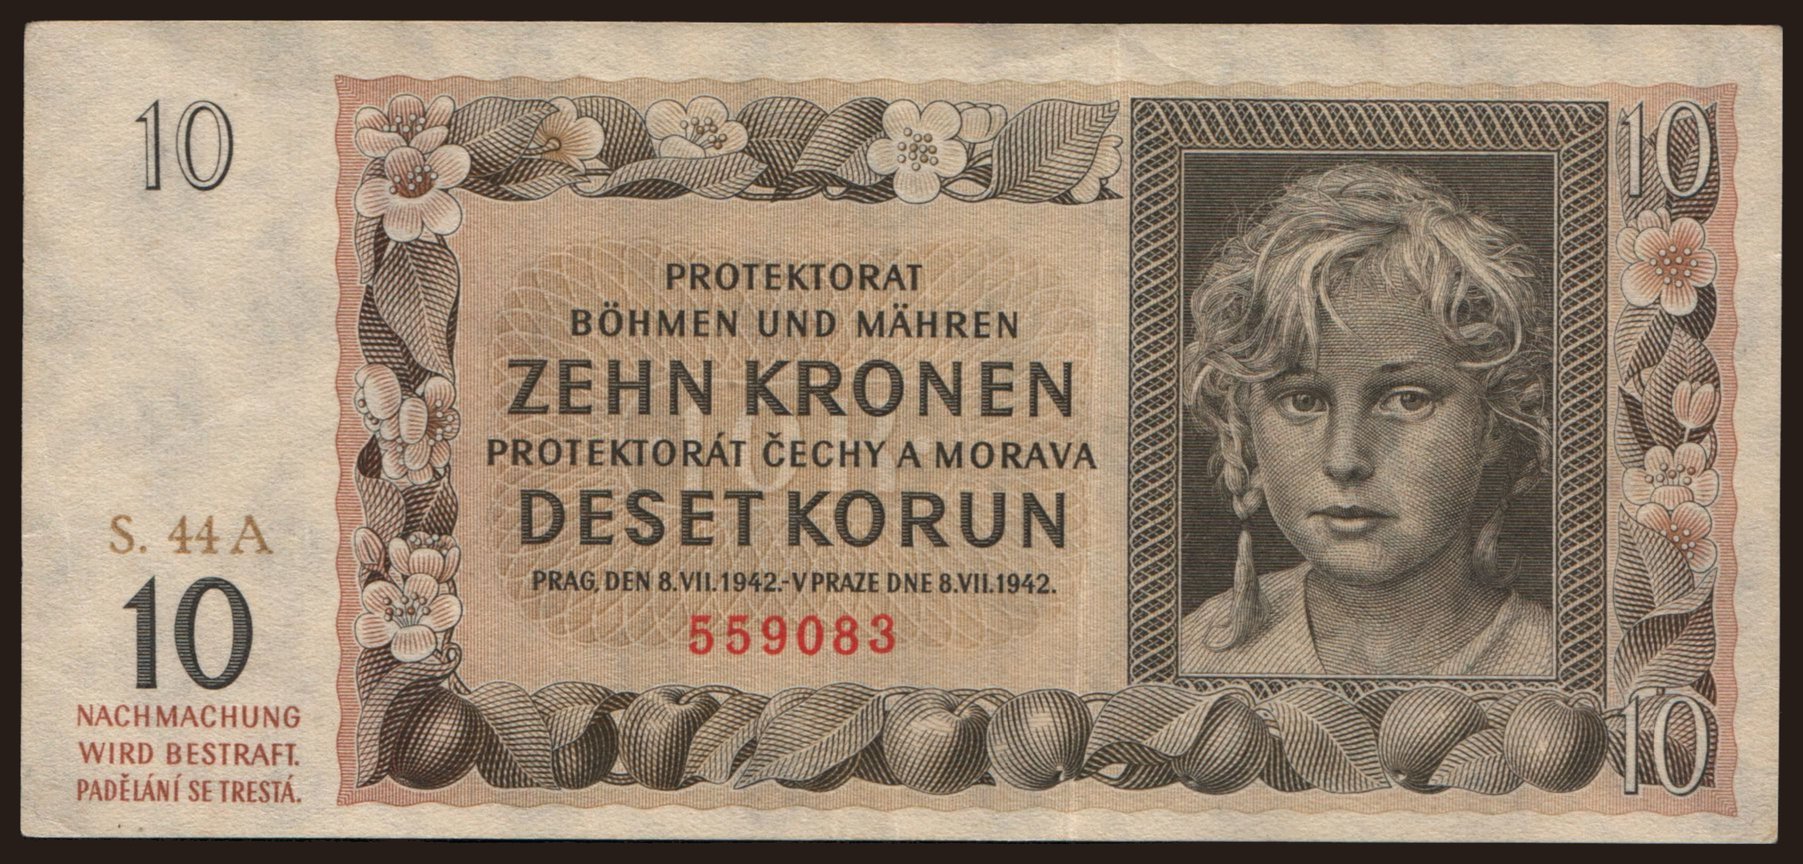 10
10
PROTEKTORAT
BÖHMEN UND MÄHREN
ZEHN KRONEN
PROTEKTORÁT ČECHY A MORAVA
DESET KORUN
PRAG, DEN 8.VII.1942.-V PRAZE DNE 8.VII.1942.
559083
S. 44A
10
NACHMACHUNG
WIRD BESTRAFT.
PADĚLÁNÍ SE TRESTÁ.
10